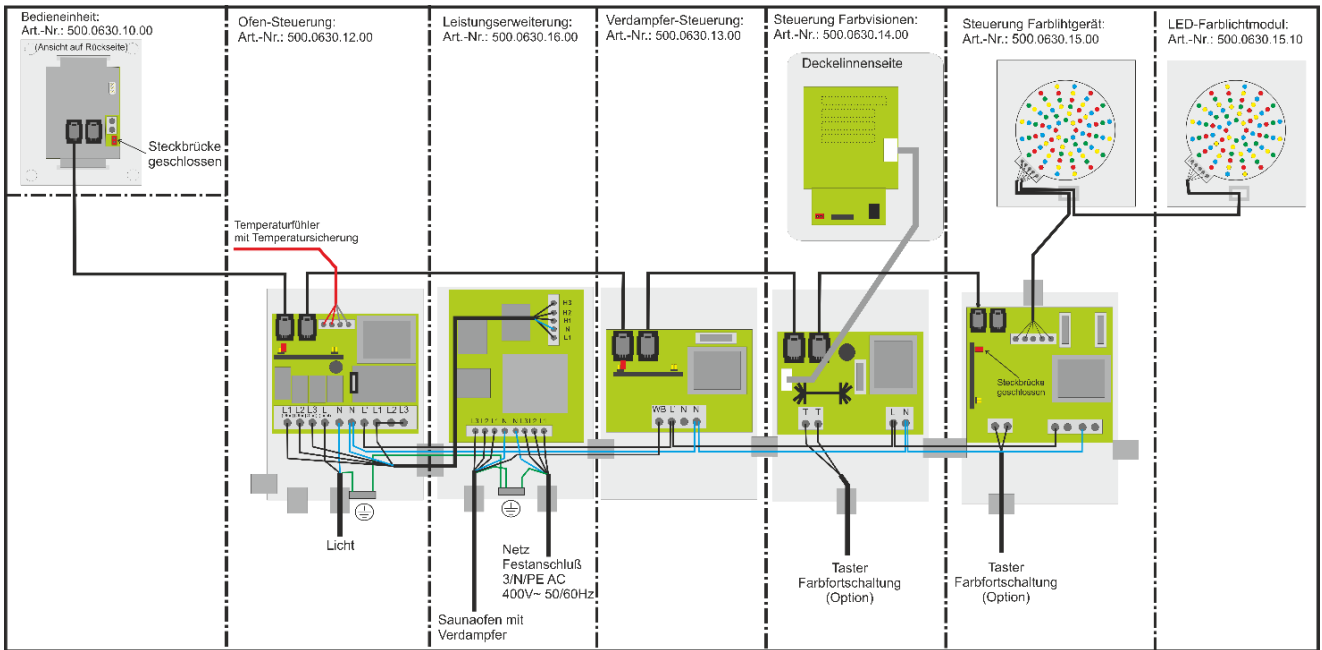 Bedieneinheit:
Art.-Nr.: 500.0630.10.00
(Ansicht auf Rückseite)
Steckbrücke
geschlossen
Ofen-Steuerung:
Art.-Nr.: 500.0630.12.00
Temperaturfühler
mit Temperatursicherung
L1 L2 L3 L N N L' L1 L2 L3
Licht
Leistungserweiterung:
Art.-Nr.: 500.0630.16.00
H3
H2
H1
N
L1
Netz
Festanschluß
3/N/PE AC
400V~ 50/60Hz
Saunaofen mit
Verdampfer
Verdampfer-Steuerung:
Art.-Nr.: 500.0630.13.00
WB L' N N
Steuerung Farbvisionen:
Art.-Nr.: 500.0630.14.00
Deckelinnenseite
T T
L N
Taster
Farbfortschaltung
(Option)
Steuerung Farblihtgerät:
Art.-Nr.: 500.0630.15.00
Steckbrücke
geschlossen
Taster
Farbfortschaltung
(Option)
LED-Farblichtmodul:
Art.-Nr.: 500.0630.15.10